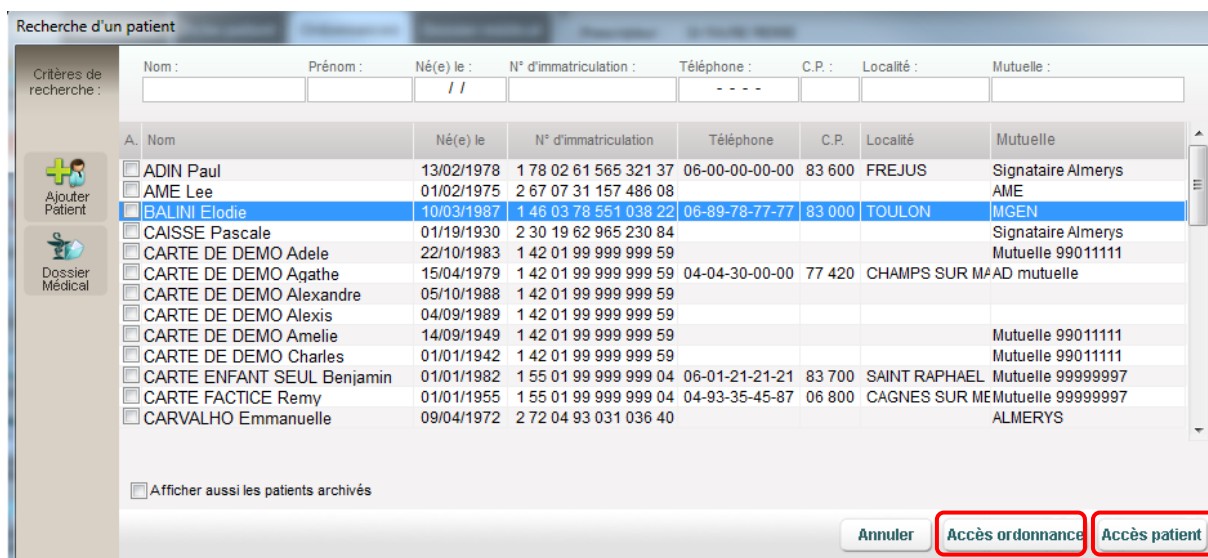 Recherche d'un patient
Critères de recherche :
Nom : Prénom : Né(e) le : N° d'immatriculation : Téléphone : C.P. : Localité : Mutuelle :
/ / - - - -
A. Nom Né(e) le N° d'immatriculation Téléphone C.P. Localité Mutuelle
ADIN Paul 13/02/1978 1 78 02 61 565 321 37 06-00-00-00-00 83 600 FREJUS Signataire Almerys
AME Lee 01/02/1975 2 67 07 31 157 486 08 AME
BALINI Elodie 10/03/1987 1 46 03 78 551 038 22 06-89-78-77-77 83 000 TOULON MGEN
CAISSE Pascale 01/19/1930 2 30 19 62 965 230 84 Signataire Almerys
CARTE DE DEMO Adele 22/10/1983 1 42 01 99 999 999 59 Mutuelle 99011111
CARTE DE DEMO Agathe 15/04/1979 1 42 01 99 999 999 59 04-04-30-00-00 77 420 CHAMPS SUR MA AD mutuelle
CARTE DE DEMO Alexandre 05/10/1988 1 42 01 99 999 999 59
CARTE DE DEMO Alexis 04/09/1989 1 42 01 99 999 999 59
CARTE DE DEMO Amelie 14/09/1949 1 42 01 99 999 999 59 Mutuelle 99011111
CARTE DE DEMO Charles 01/01/1942 1 42 01 99 999 999 59 Mutuelle 99011111
CARTE ENFANT SEUL Benjamin 01/01/1982 1 55 01 99 999 999 04 06-01-21-21-21 83 700 SAINT RAPHAEL Mutuelle 99999997
CARTE FACTICE Remy 01/01/1955 1 55 01 99 999 999 04 04-93-35-45-87 06 800 CAGNES SUR ME Mutuelle 99999997
CARVALHO Emmanuelle 09/04/1972 2 72 04 93 031 036 40 ALMERYS
Ajouter
Patient
Dossier
Médical
Afficher aussi les patients archivés
Annuler Accès ordonnance Accès patient